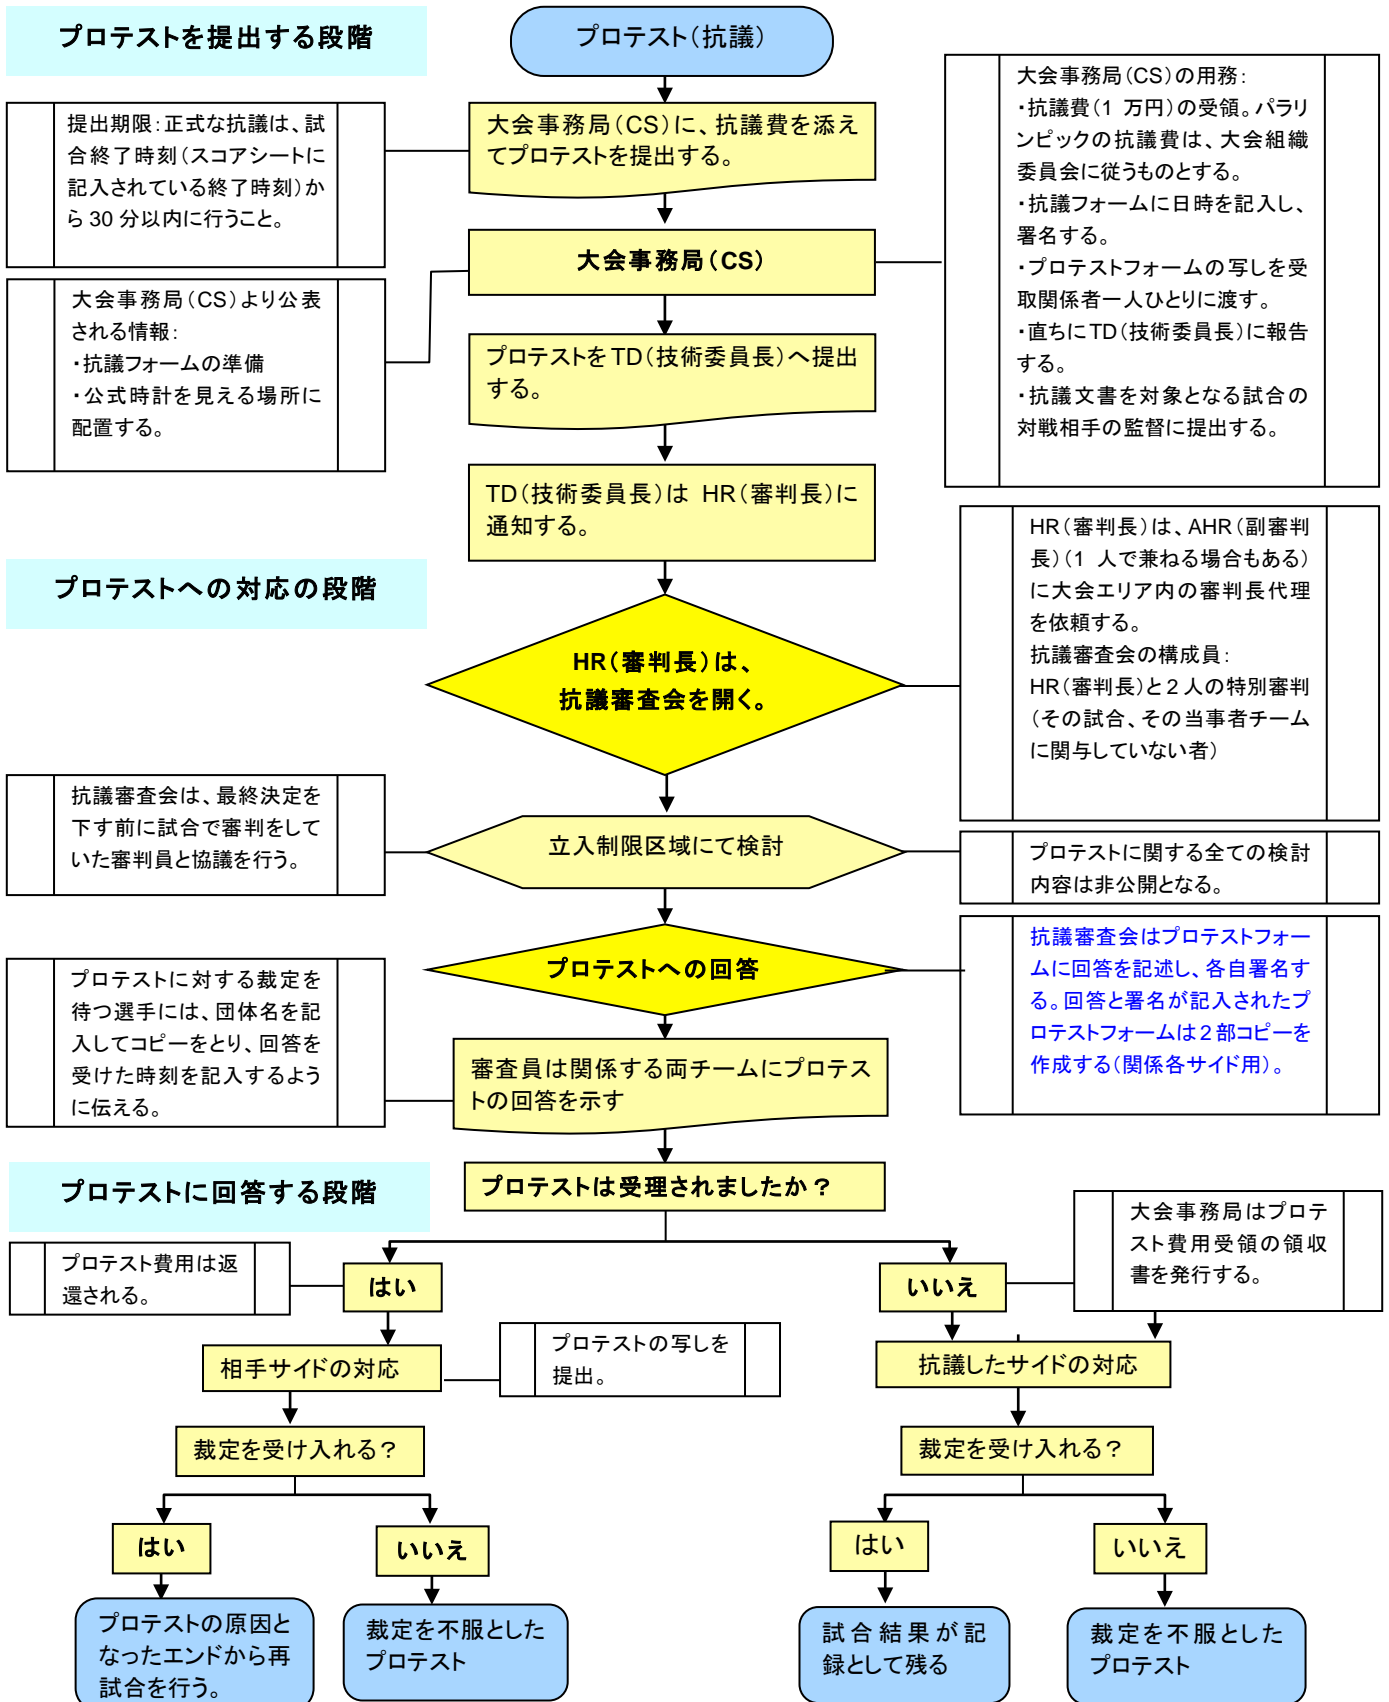 プロテストを提出する段階
プロテスト(抗議)
大会事務局(CS)に、抗議費を添え
てプロテストを提出する。
提出期限:正式な抗議は、試
合終了時刻(スコアシートに
記入されている終了時刻)か
ら 30 分以内に行うこと。
大会事務局(CS)の用務:
・抗議費(1 万円)の受領。パラリ
ンピックの抗議費は、大会組織
委員会に従うものとする。
・抗議フォームに日時を記入し、
署名する。
・プロテストフォームの写しを受
取関係者一人ひとりに渡す。
・直ちにTD(技術委員長)に報告
する。
・抗議文書を対象となる試合の
対戦相手の監督に提出する。
大会事務局(CS)
大会事務局(CS)より公表
される情報:
・抗議フォームの準備
・公式時計を見える場所に
配置する。
プロテストをTD(技術委員長)へ提出
する。
TD(技術委員長)は HR(審判長)に
通知する。
プロテストへの対応の段階
HR(審判長)は、
抗議審査会を開く。
HR(審判長)は、AHR(副審判
長)(1 人で兼ねる場合もある)
に大会エリア内の審判長代理
を依頼する。
抗議審査会の構成員:
HR(審判長)と2人の特別審判
(その試合、その当事者チーム
に関与していない者)
抗議審査会は、最終決定を
下す前に試合で審判をして
いた審判員と協議を行う。
立入制限区域にて検討
プロテストに関する全ての検討
内容は非公開となる。
プロテストへの回答
抗議審査会はプロテストフォー
ムに回答を記述し、各自署名す
る。回答と署名が記入されたプ
ロテストフォームは2部コピーを
作成する(関係各サイド用)。
プロテストに対する裁定を
待つ選手には、団体名を記
入してコピーをとり、回答を
受けた時刻を記入するよう
に伝える。
審査員は関係する両チームにプロテス
トの回答を示す
プロテストに回答する段階
プロテストは受理されましたか?
大会事務局はプロテ
スト費用受領の領収
書を発行する。
プロテスト費用は返
還される。
はい
いいえ
相手サイドの対応
プロテストの写しを
提出。
抗議したサイドの対応
裁定を受け入れる?
裁定を受け入れる?
はい
いいえ
はい
いいえ
プロテストの原因と
なったエンドから再
試合を行う。
裁定を不服とした
プロテスト
試合結果が記
録として残る
裁定を不服とした
プロテスト